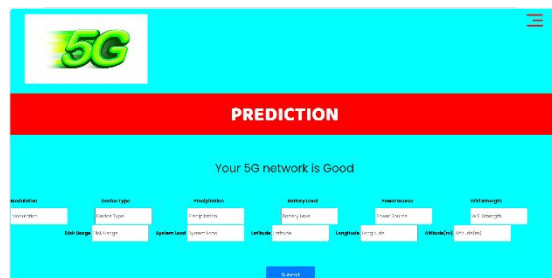 5G
PREDICTION
Your 5G network is Good
Modulation Device Type Precipitation Battery Level Power Source WiFi Strength
Modulation Device Type Precipitation Battery Level Power Source WiFi Strength
Disk Usage Disk Usage System Load System Load Latitude Latitude Longitude Longitude Altitude(m) Altitude(m)
Submit